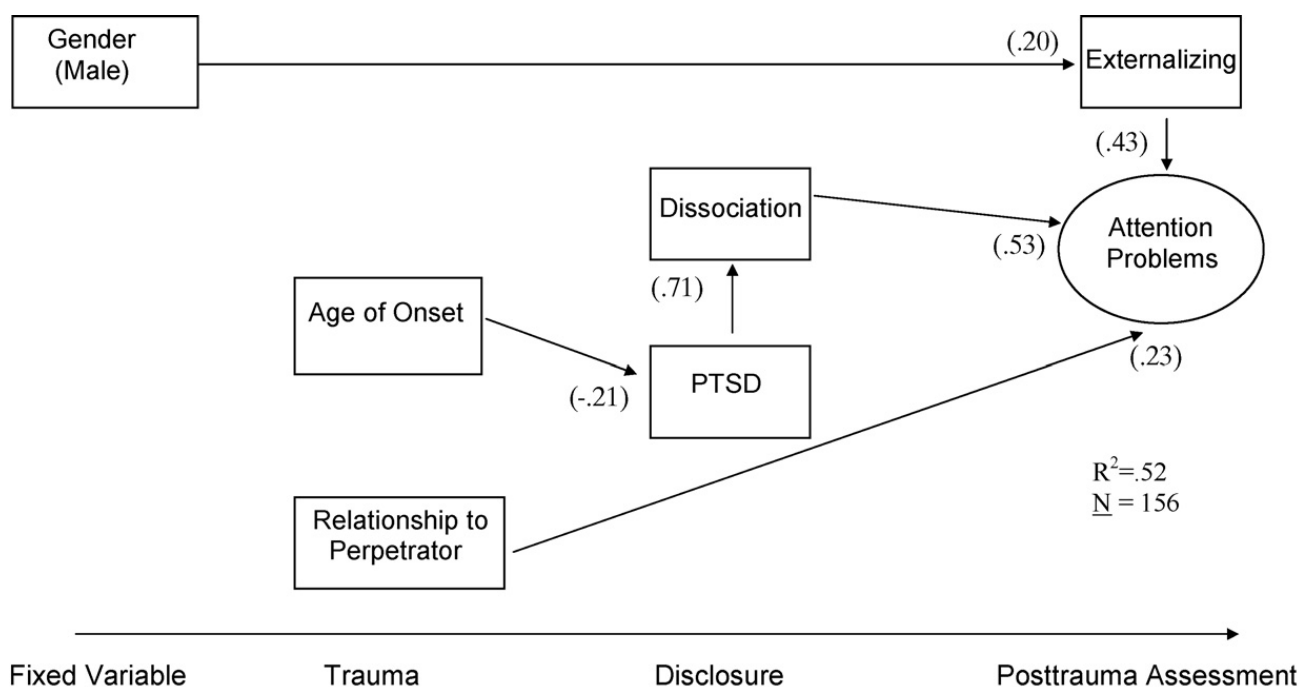 Gender
(Male)
(.20)
Externalizing
(.43)
Dissociation
Attention
Problems
(.53)
(.71)
Age of Onset
(-.21)
PTSD
(.23)
Relationship to
Perpetrator
R²=.52
N = 156
Fixed Variable
Trauma
Disclosure
Posttrauma Assessment